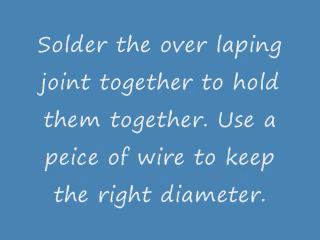 Solder the over laping
joint together to hold
them together. Use a
peice of wire to keep
the right diameter.